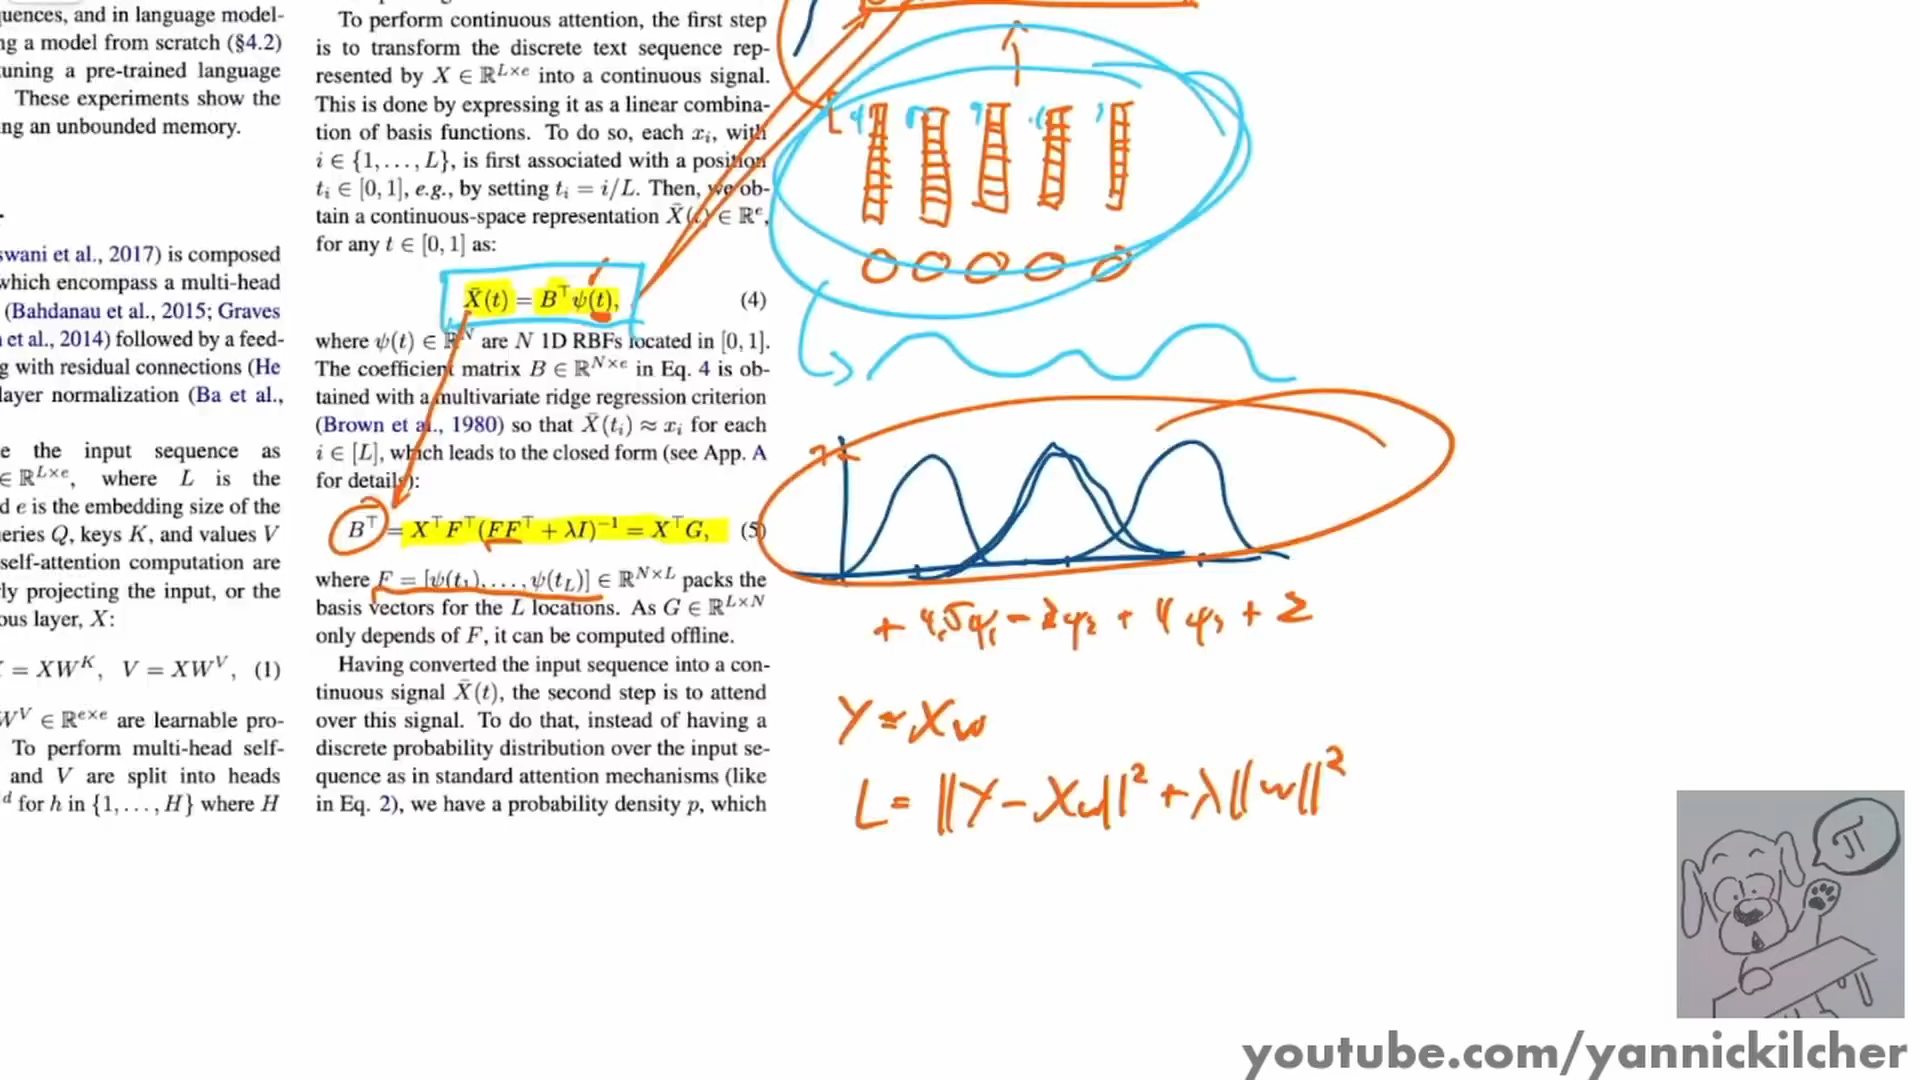 uences, and in language model-
ng a model from scratch (§4.2)
uning a pre-trained language
These experiments show the
ng an unbounded memory.
swani et al., 2017) is composed
which encompass a multi-head
(Bahdanau et al., 2015; Graves
et al., 2014) followed by a feed-
g with residual connections (He
layer normalization (Ba et al.,
e the input sequence as
∈ ℝ^{L×e}, where L is the
d e is the embedding size of the
eries Q, keys K, and values V
self-attention computation are
ly projecting the input, or the
ous layer, X:
= XW^K, V = XW^V, (1)
W^V ∈ ℝ^{e×e} are learnable pro-
To perform multi-head self-
and V are split into heads
^d for h in {1, . . . , H} where H
To perform continuous attention, the first step
is to transform the discrete text sequence rep-
resented by X ∈ ℝ^{L×e} into a continuous signal.
This is done by expressing it as a linear combina-
tion of basis functions. To do so, each x_i, with
i ∈ {1, . . . , L}, is first associated with a position
t_i ∈ [0, 1], e.g., by setting t_i = i/L. Then, we ob-
tain a continuous-space representation X̄(t) ∈ ℝ^e,
for any t ∈ [0, 1] as:
X̄(t) = B^⊤ψ(t), (4)
where ψ(t) ∈ ℝ^N are N 1D RBFs located in [0, 1].
The coefficient matrix B ∈ ℝ^{N×e} in Eq. 4 is ob-
tained with a multivariate ridge regression criterion
(Brown et al., 1980) so that X̄(t_i) ≈ x_i for each
i ∈ [L], which leads to the closed form (see App. A
for details):
B^⊤ = X^⊤F^⊤(FF^⊤ + λI)^{−1} = X^⊤G, (5)
where F = [ψ(t_1), . . . , ψ(t_L)] ∈ ℝ^{N×L} packs the
basis vectors for the L locations. As G ∈ ℝ^{L×N}
only depends of F, it can be computed offline.
Having converted the input sequence into a con-
tinuous signal X̄(t), the second step is to attend
over this signal. To do that, instead of having a
discrete probability distribution over the input se-
quence as in standard attention mechanisms (like
in Eq. 2), we have a probability density p, which
+ 4,5ψ_1 − 2ψ_2 + 4ψ_3 + 2
Y ≈ Xw
L = ||Y − Xw||² + λ||w||²
π
youtube.com/yannickilcher